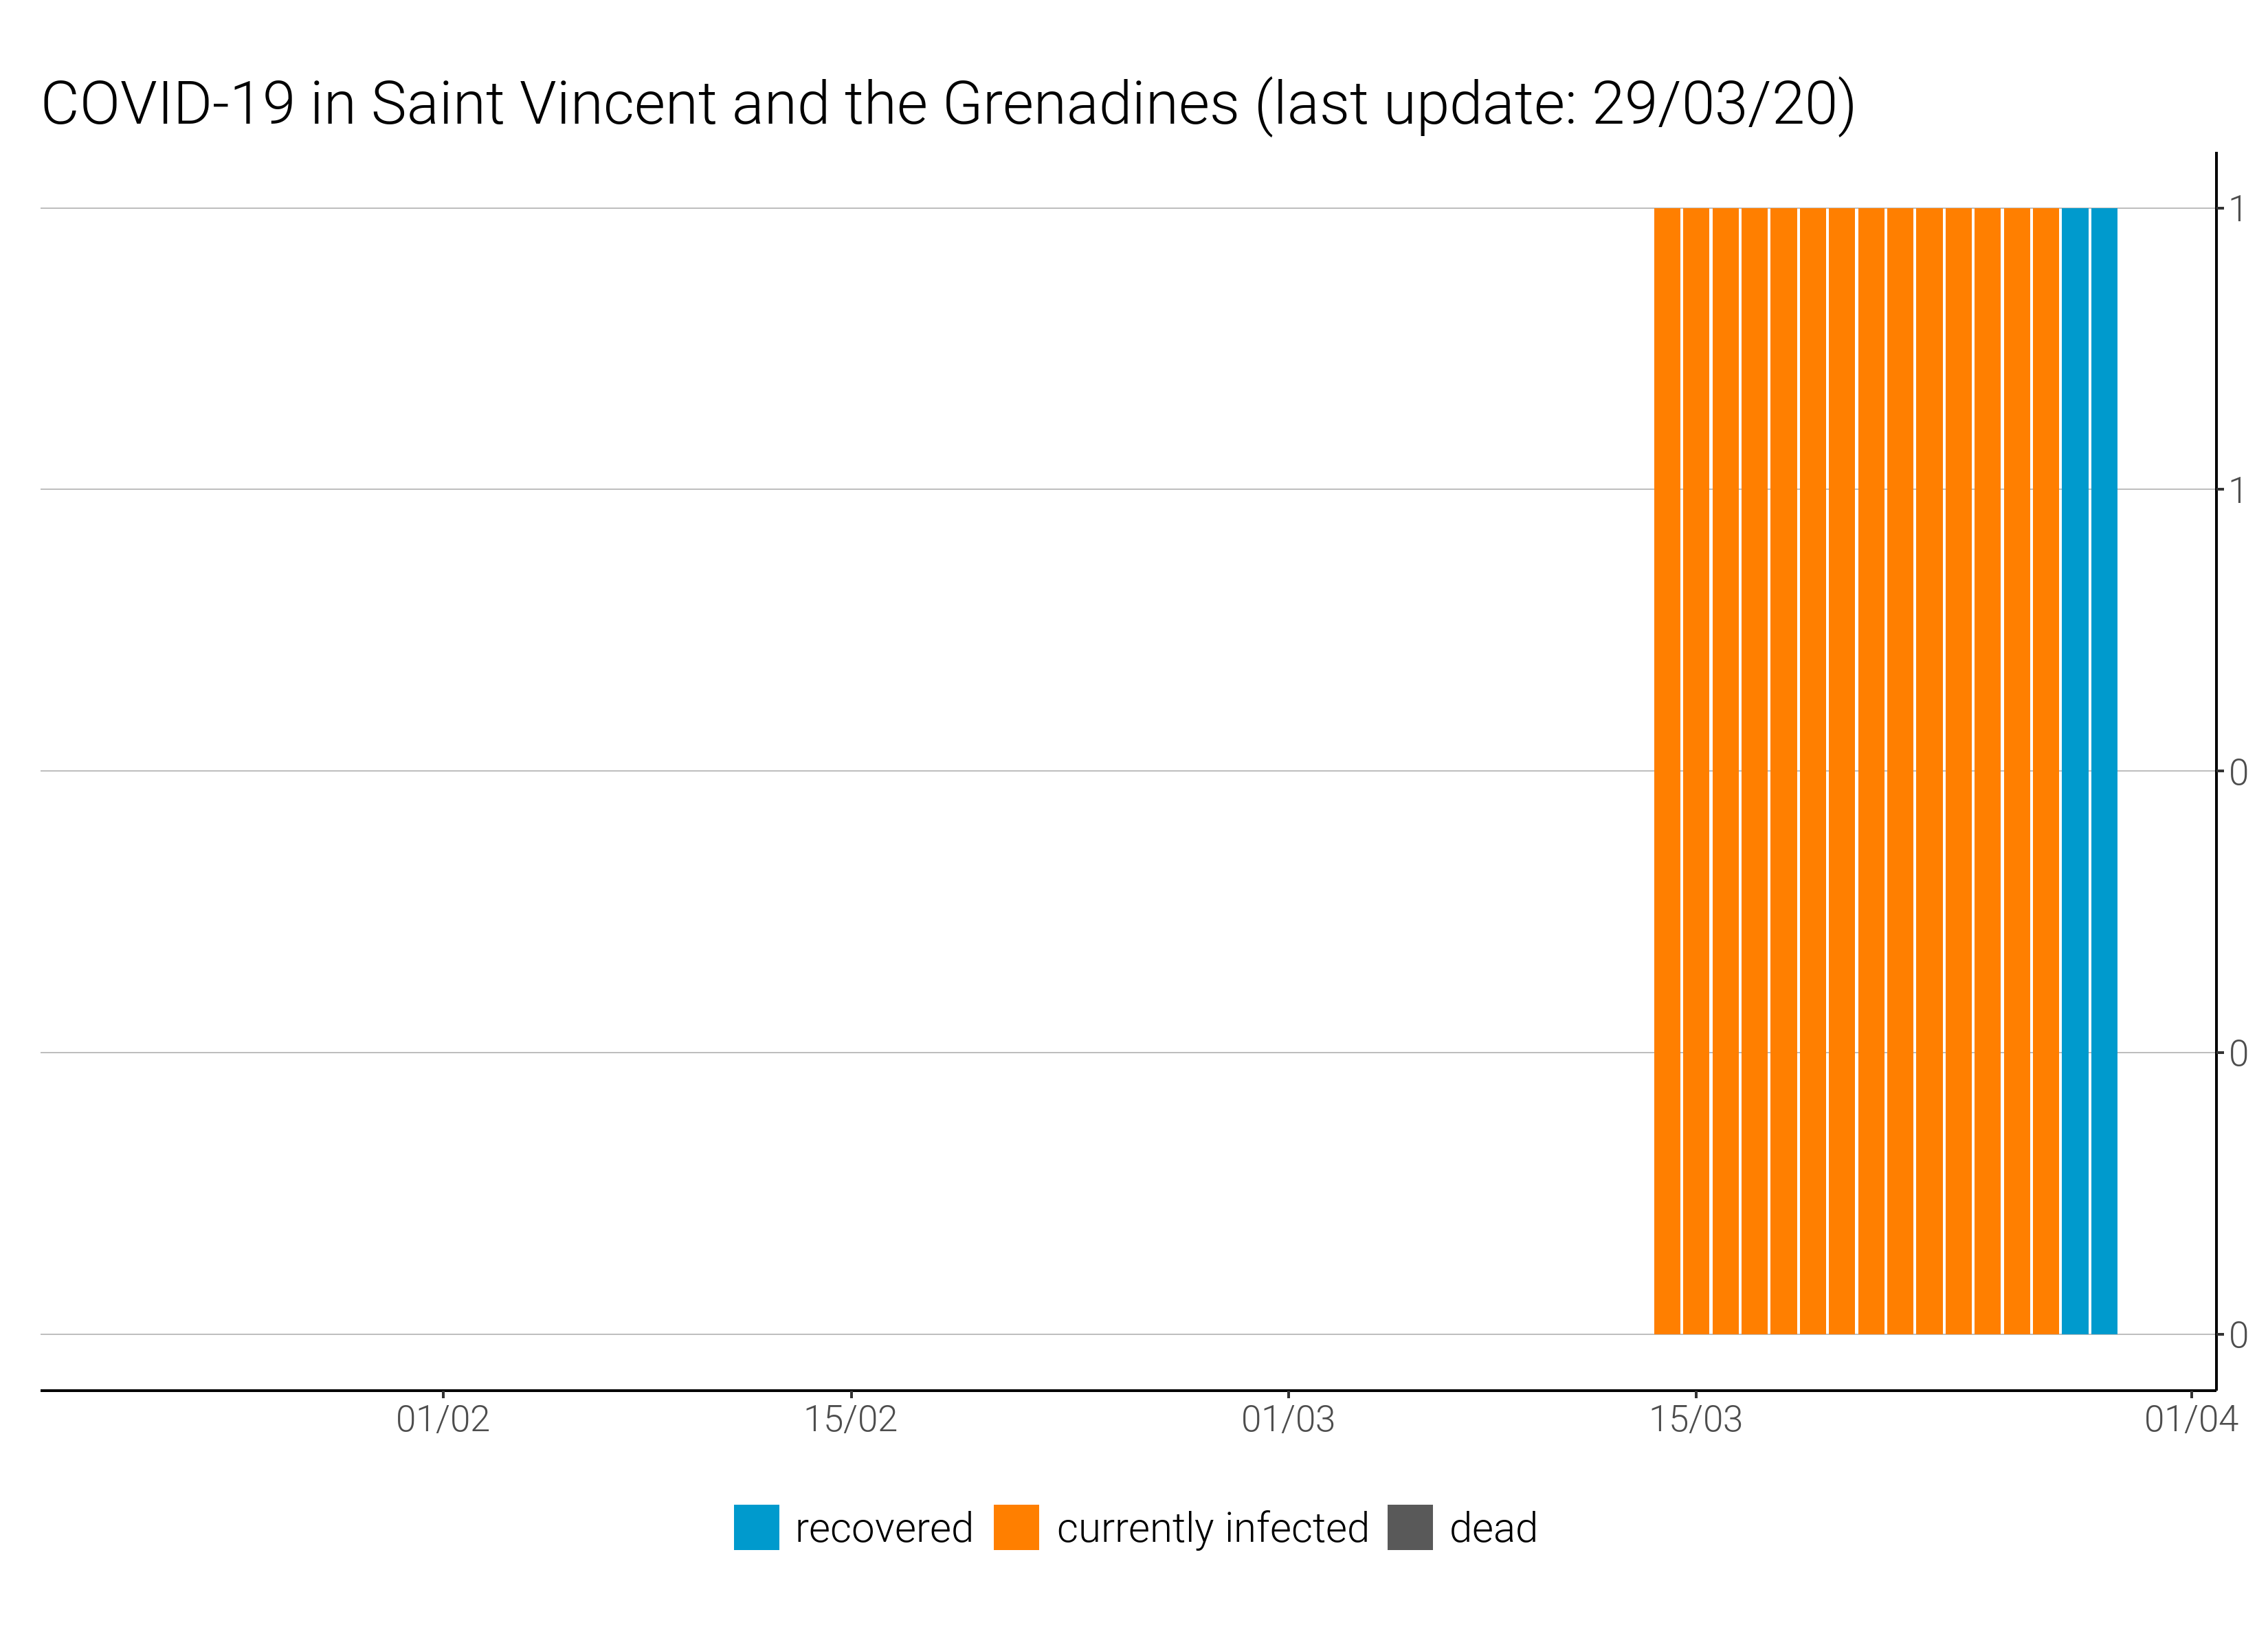 COVID-19 in Saint Vincent and the Grenadines (last update: 29/03/20)
1
1
0
0
0
01/02 15/02 01/03 15/03 01/04
recovered currently infected dead